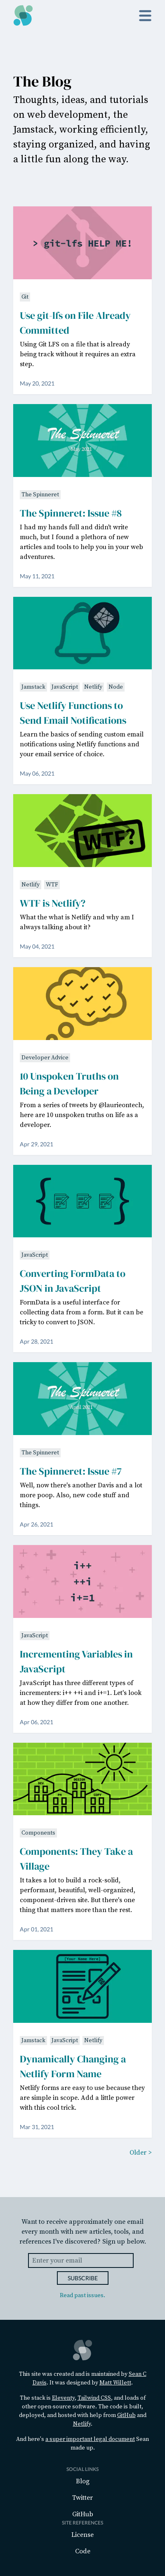 The Blog
Thoughts, ideas, and tutorials
on web development, the
Jamstack, working efficiently,
staying organized, and having
a little fun along the way.
> git-lfs HELP ME!
Git
Use git-lfs on File Already
Committed
Using Git LFS on a file that is already
being track without it requires an extra
step.
May 20, 2021
The Spinneret
The Spinneret
The Spinneret: Issue #8
I had my hands full and didn't write
much, but I found a plethora of new
articles and tools to help you in your web
adventures.
May 11, 2021
Jamstack JavaScript Netlify Node
Use Netlify Functions to
Send Email Notifications
Learn the basics of sending custom email
notifications using Netlify functions and
your email service of choice.
May 06, 2021
WTF?
Netlify WTF
WTF is Netlify?
What the what is Netlify and why am I
always talking about it?
May 04, 2021
Developer Advice
10 Unspoken Truths on
Being a Developer
From a series of tweets by @laurieontech,
here are 10 unspoken truths on life as a
developer.
Apr 29, 2021
{ }
JavaScript
Converting FormData to
JSON in JavaScript
FormData is a useful interface for
collecting data from a form. But it can be
tricky to convert to JSON.
Apr 28, 2021
The Spinneret
The Spinneret
The Spinneret: Issue #7
Well, now there's another Davis and a lot
more poop. Also, new code stuff and
things.
Apr 26, 2021
i++
++i
i+=1
JavaScript
Incrementing Variables in
JavaScript
JavaScript has three different types of
incrementers: i++ ++i and i+=1. Let's look
at how they differ from one another.
Apr 06, 2021
Components
Components: They Take a
Village
It takes a lot to build a rock-solid,
performant, beautiful, well-organized,
component-driven site. But there's one
thing that matters more than the rest.
Apr 01, 2021
Jamstack JavaScript Netlify
Dynamically Changing a
Netlify Form Name
Netlify forms are easy to use because they
are simple in scope. Add a little power
with this cool trick.
Mar 31, 2021
Older >
Want to receive approximately one email
every month with new articles, tools, and
references I've discovered? Sign up below.
Enter your email
SUBSCRIBE
Read past issues.
This site was created and is maintained by Sean C
Davis. It was designed by Matt Willett.
The stack is Eleventy, Tailwind CSS, and loads of
other open-source software. The code is built,
deployed, and hosted with help from GitHub and
Netlify.
And here's a super important legal document Sean
made up.
SOCIAL LINKS
Blog
Twitter
GitHub
SITE REFERENCES
License
Code